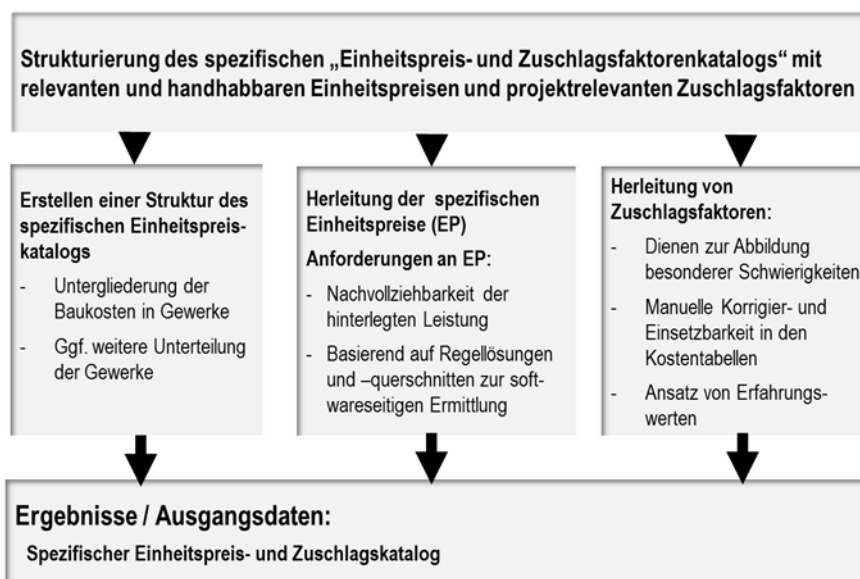 Strukturierung des spezifischen „Einheitspreis- und Zuschlagsfaktorenkatalogs“ mit
relevanten und handhabbaren Einheitspreisen und projektrelevanten Zuschlagsfaktoren
Erstellen einer Struktur des
spezifischen Einheitspreis-
katalogs
- Untergliederung der
Baukosten in Gewerke
- Ggf. weitere Unterteilung
der Gewerke
Herleitung der spezifischen
Einheitspreise (EP)
Anforderungen an EP:
- Nachvollziehbarkeit der
hinterlegten Leistung
- Basierend auf Regellösungen
und –querschnitten zur soft-
wareseitigen Ermittlung
Herleitung von
Zuschlagsfaktoren:
- Dienen zur Abbildung
besonderer Schwierigkeiten
- Manuelle Korrigier- und
Einsetzbarkeit in den
Kostentabellen
- Ansatz von Erfahrungs-
werten
Ergebnisse / Ausgangsdaten:
Spezifischer Einheitspreis- und Zuschlagskatalog